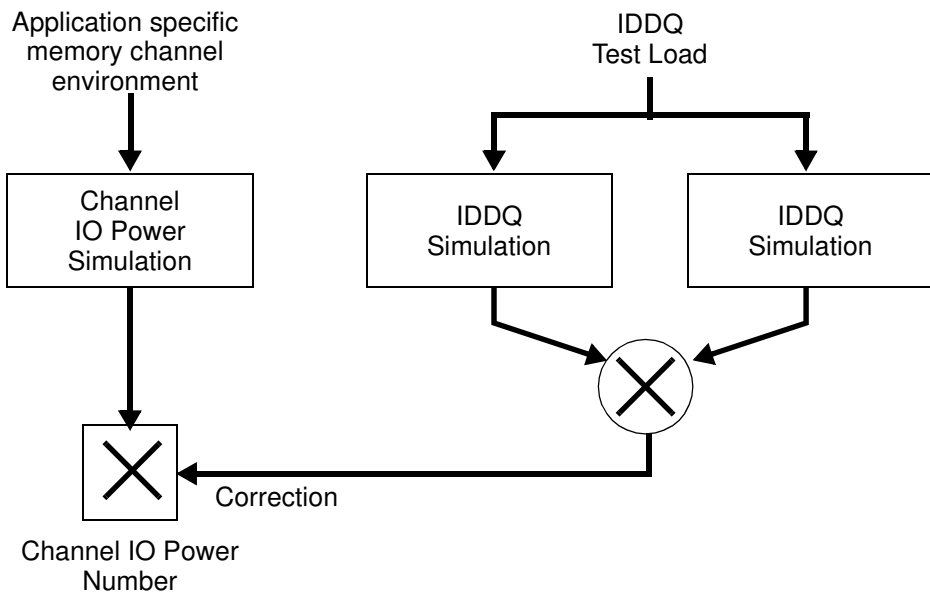 Application specific
memory channel
environment
IDDQ
Test Load
Channel
IO Power
Simulation
IDDQ
Simulation
IDDQ
Simulation
Correction
Channel IO Power
Number